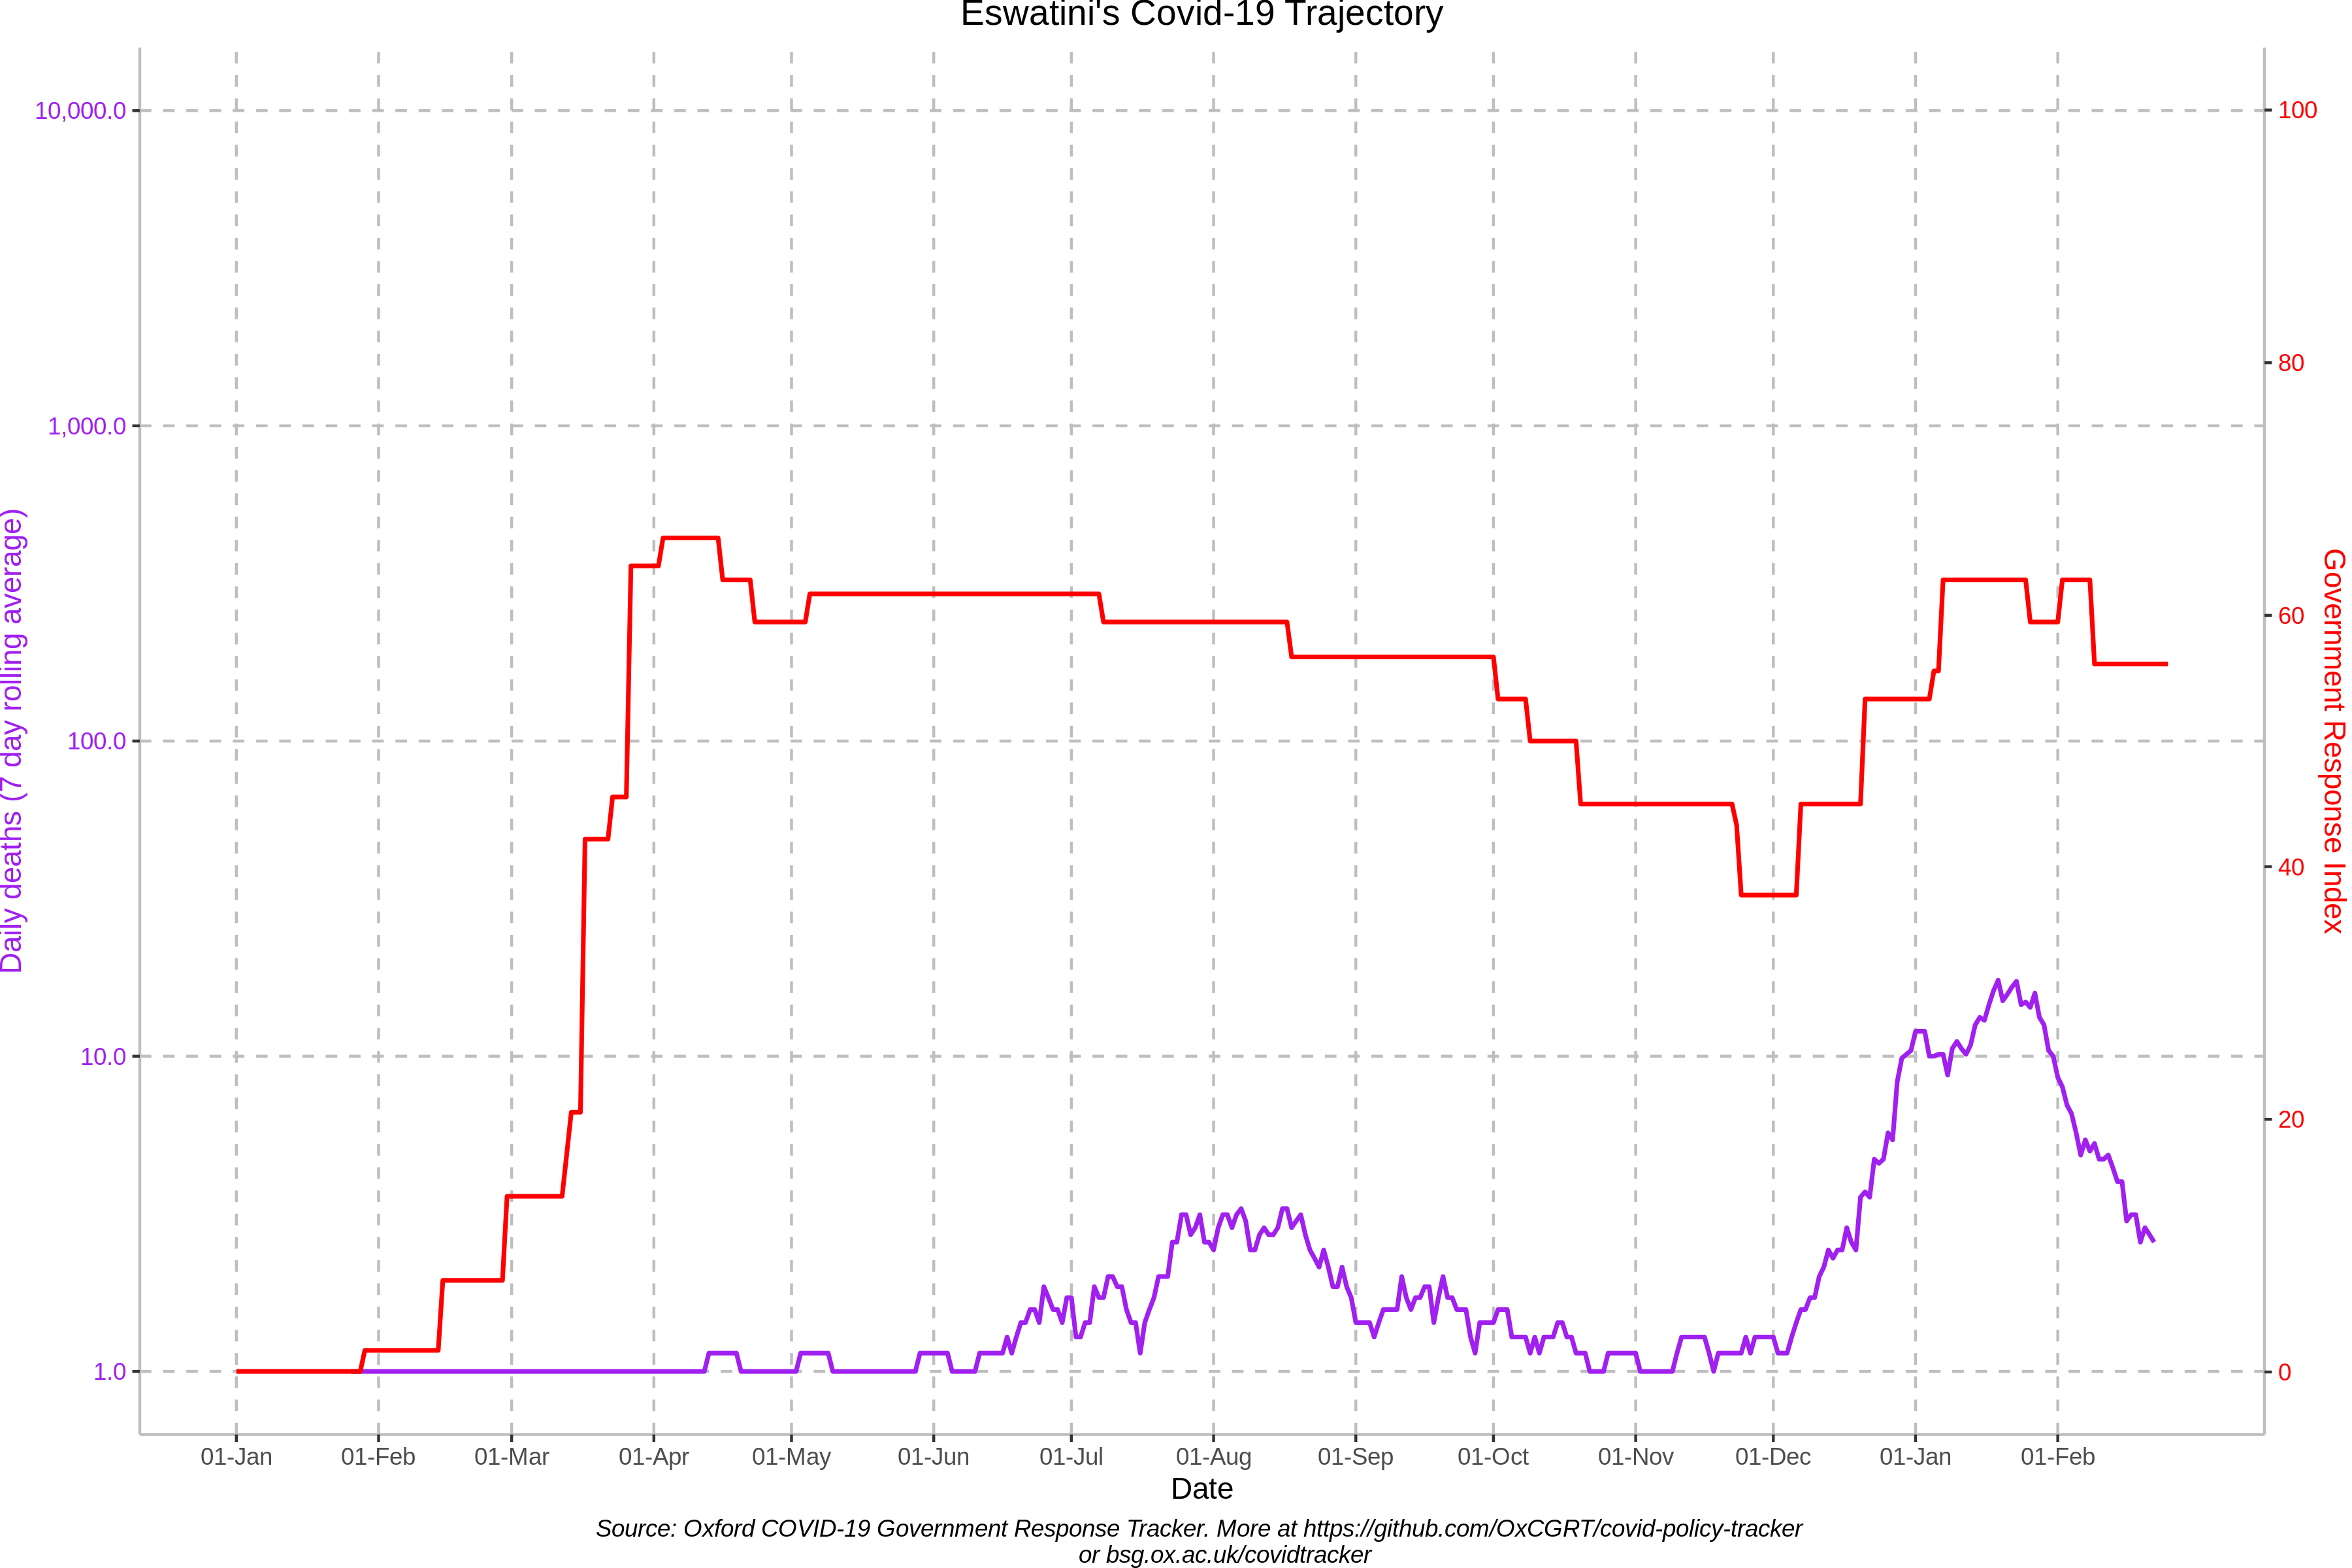 Eswatini's Covid-19 Trajectory
Daily deaths (7 day rolling average)
10,000.0
1,000.0
100.0
10.0
1.0
100
80
60
40
20
0
Government Response Index
01-Jan 01-Feb 01-Mar 01-Apr 01-May 01-Jun 01-Jul 01-Aug 01-Sep 01-Oct 01-Nov 01-Dec 01-Jan 01-Feb
Date
Source: Oxford COVID-19 Government Response Tracker. More at https://github.com/OxCGRT/covid-policy-tracker
or bsg.ox.ac.uk/covidtracker